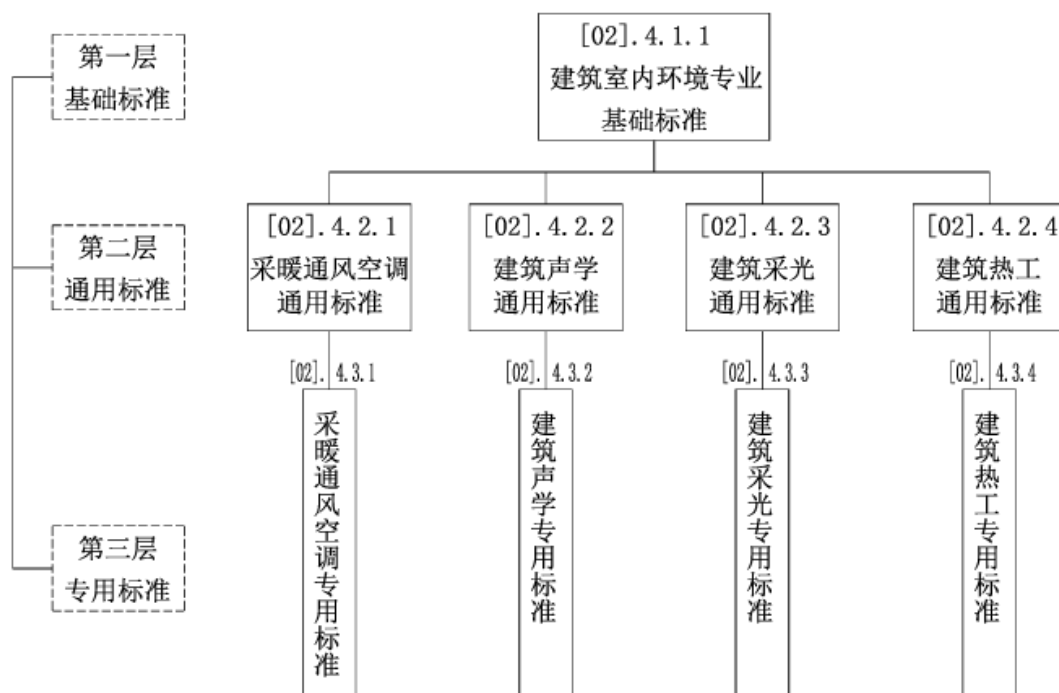 [02].4.1.1
建筑室内环境专业
基础标准
第一层
基础标准
[02].4.2.1
采暖通风空调
通用标准
[02].4.2.2
建筑声学
通用标准
[02].4.2.3
建筑采光
通用标准
[02].4.2.4
建筑热工
通用标准
第二层
通用标准
[02].4.3.1
[02].4.3.2
[02].4.3.3
[02].4.3.4
采暖通风空调专用标准
建筑声学专用标准
建筑采光专用标准
建筑热工专用标准
第三层
专用标准